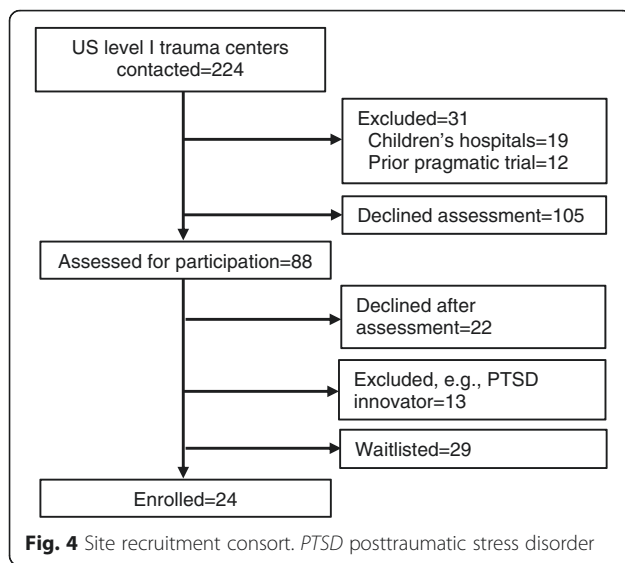 US level I trauma centers
contacted=224
Excluded=31
Children's hospitals=19
Prior pragmatic trial=12
Declined assessment=105
Assessed for participation=88
Declined after
assessment=22
Excluded, e.g., PTSD
innovator=13
Waitlisted=29
Enrolled=24
Fig. 4 Site recruitment consort. PTSD posttraumatic stress disorder